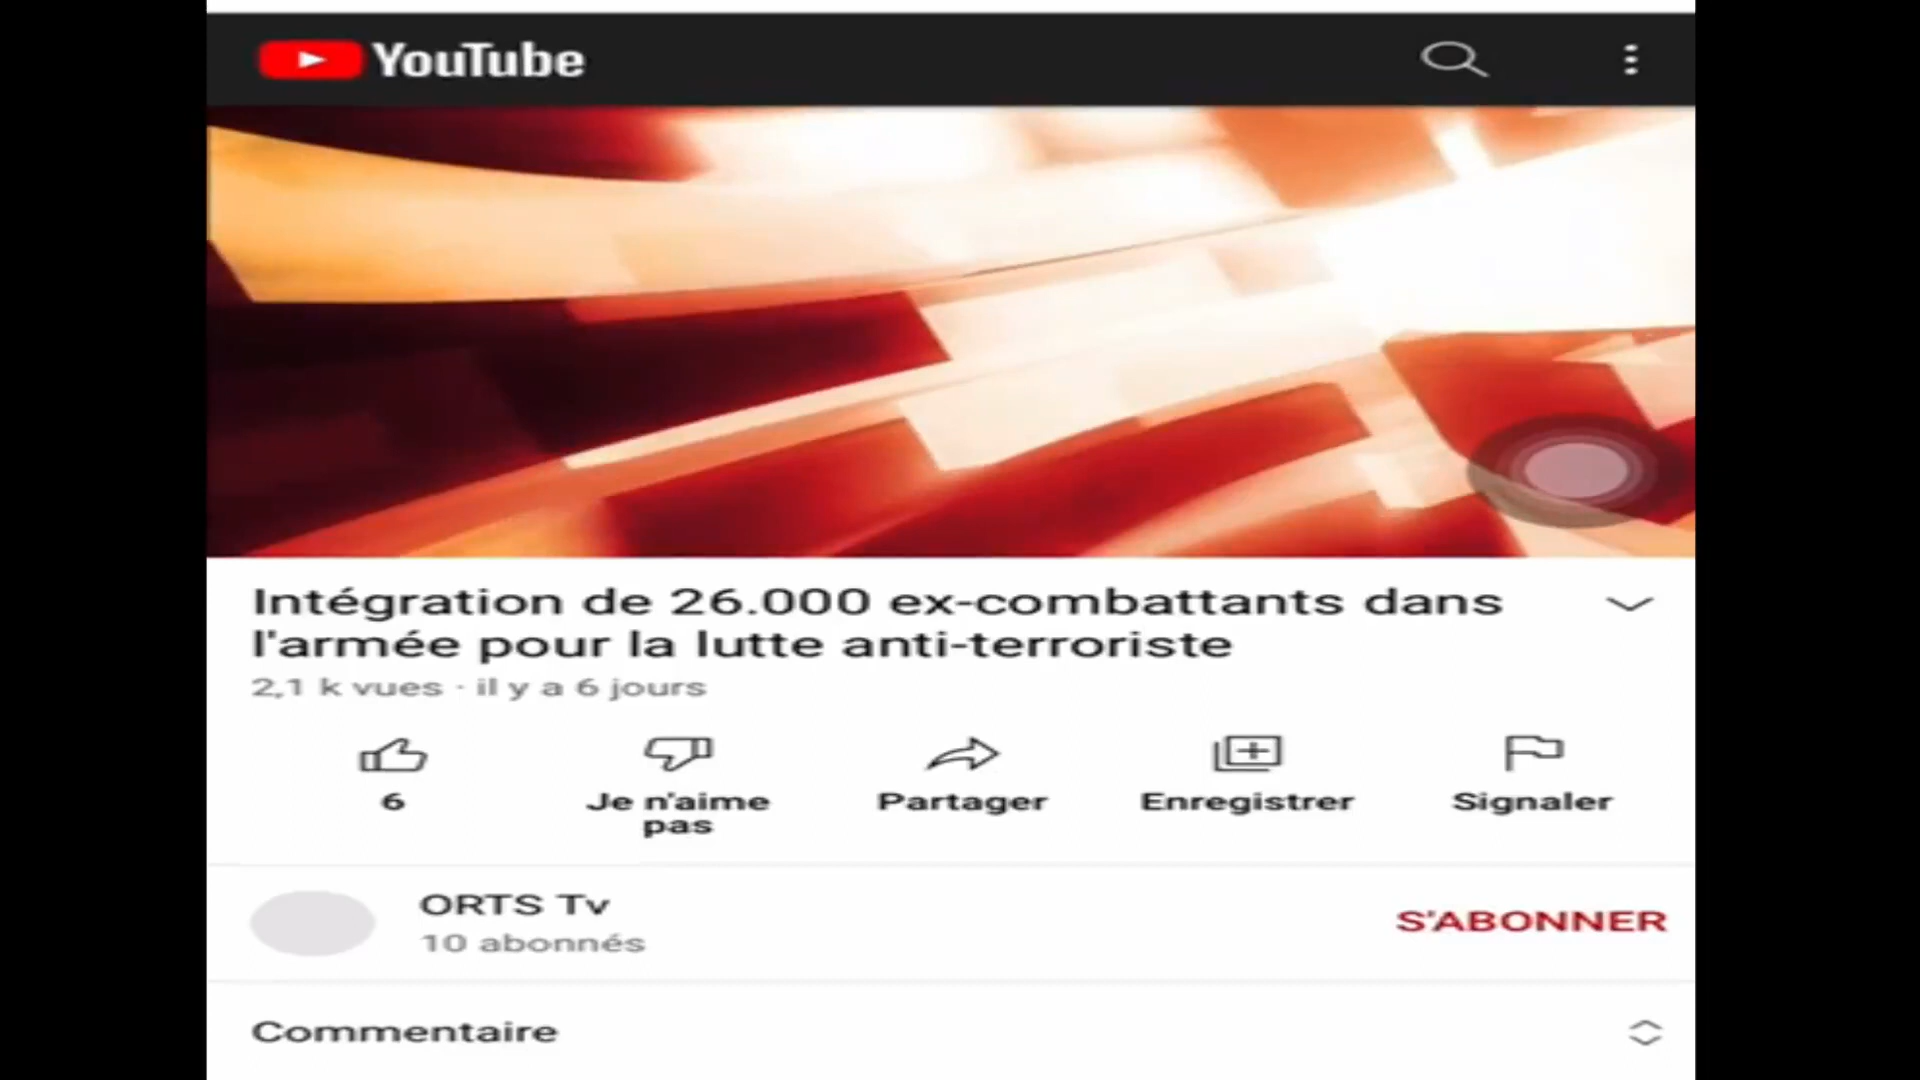 YouTube
Intégration de 26.000 ex-combattants dans
l'armée pour la lutte anti-terroriste
2,1 k vues · il y a 6 jours
6
Je n'aime
pas
Partager
Enregistrer
Signaler
ORTS Tv
10 abonnés
S'ABONNER
Commentaire